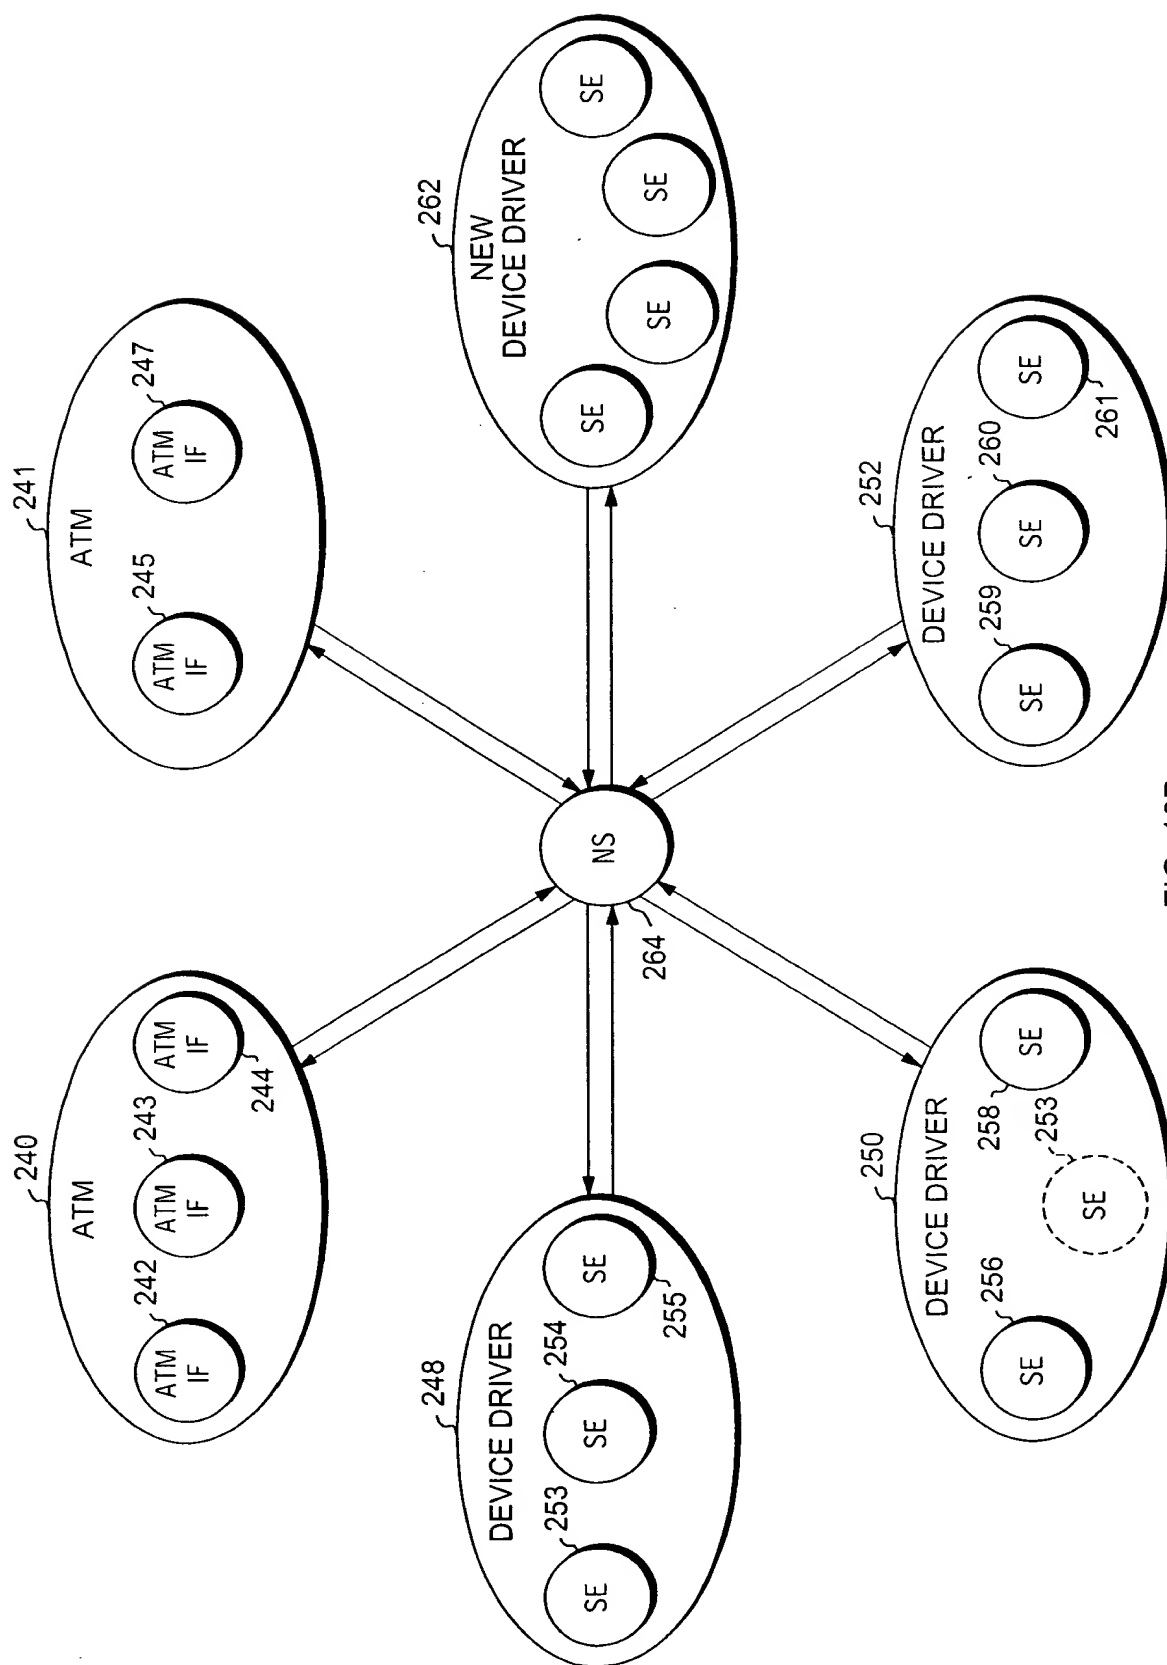 240
ATM
242
ATM
IF
243
ATM
IF
ATM
IF
244
241
ATM
245
ATM
IF
247
ATM
IF
248
DEVICE DRIVER
253
SE
254
SE
SE
255
NS
264
262
NEW
DEVICE DRIVER
SE
SE
SE
SE
250
DEVICE DRIVER
256
SE
253
SE
258
SE
252
DEVICE DRIVER
259
SE
260
SE
SE
261
FIG.